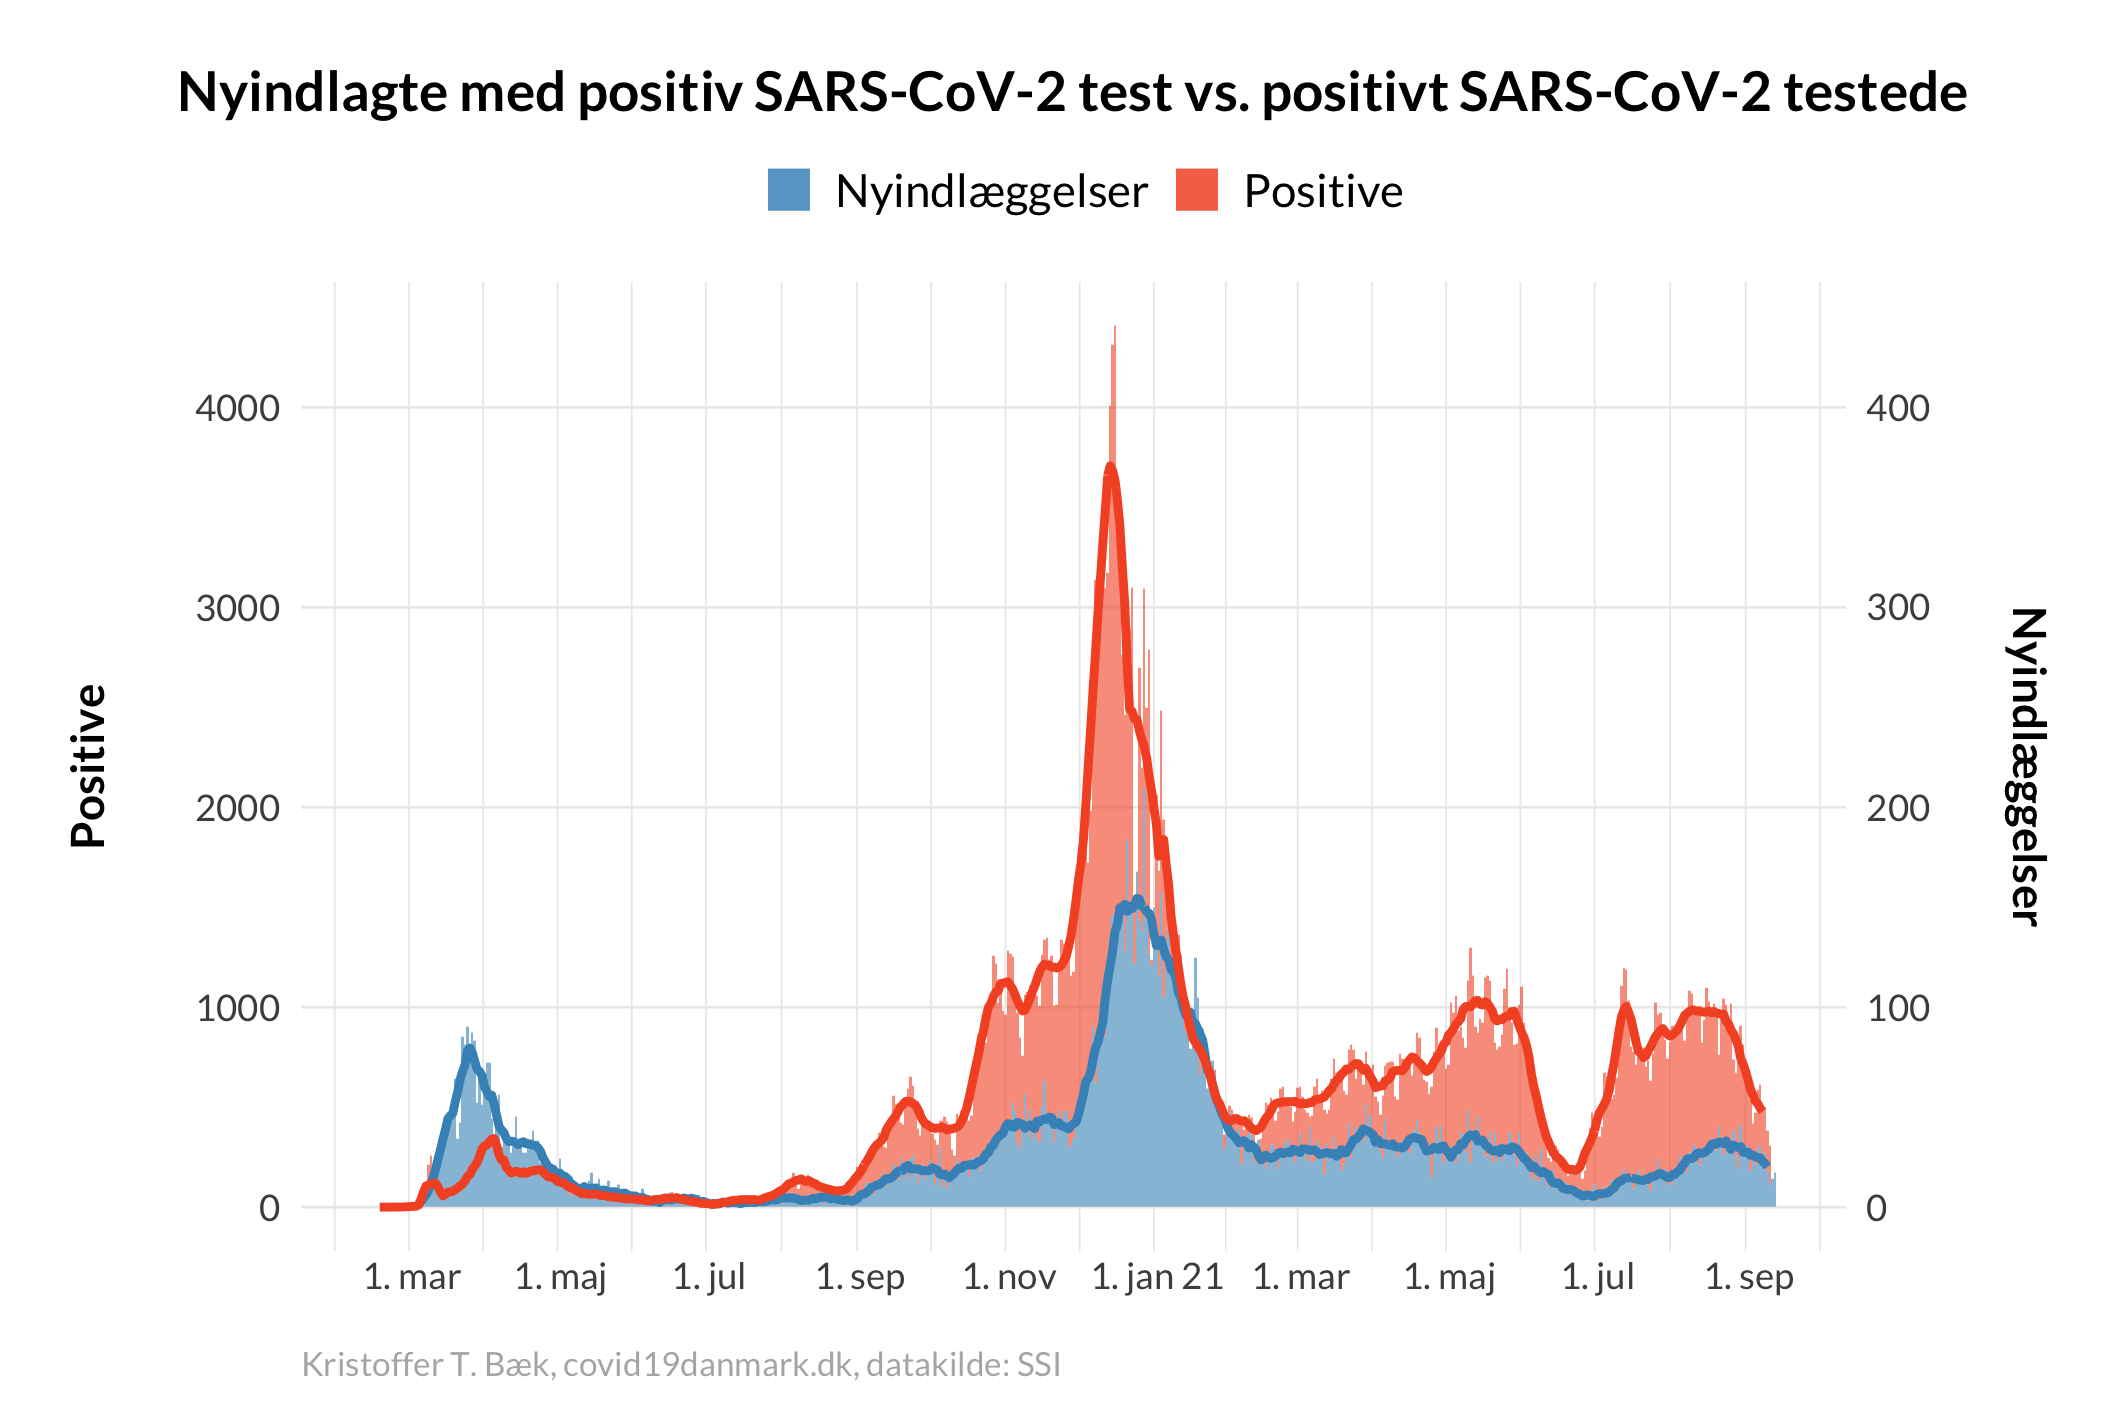 Nyindlagte med positiv SARS-CoV-2 test vs. positivt SARS-CoV-2 testede
Nyindlæggelser Positive
4000 400
3000 300
2000 200
1000 100
0 0
Positive
Nyindlæggelser
1. mar 1. maj 1. jul 1. sep 1. nov 1. jan 21 1. mar 1. maj 1. jul 1. sep
Kristoffer T. Bæk, covid19danmark.dk, datakilde: SSI